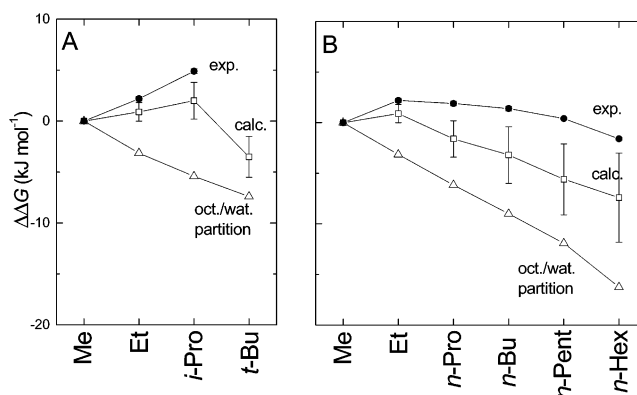 10
0
-10
-20
ΔΔG (kJ mol⁻¹)
A
exp.
calc.
oct./wat.
partition
Me
Et
i-Pro
t-Bu
B
exp.
calc.
oct./wat.
partition
Me
Et
n-Pro
n-Bu
n-Pent
n-Hex